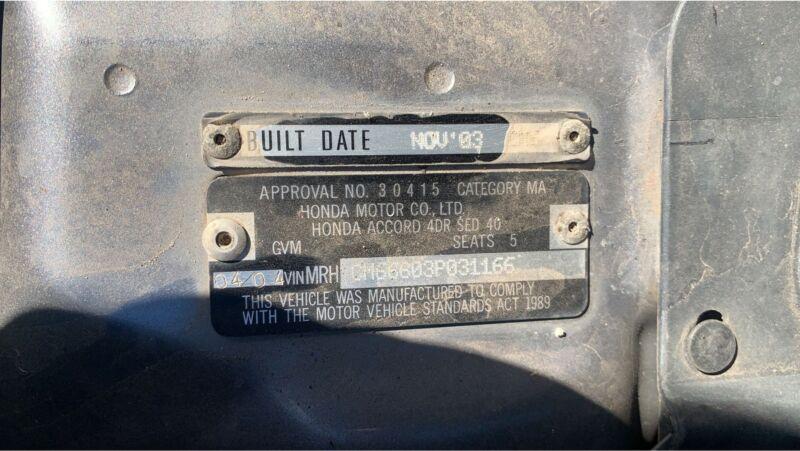 BUILT DATE NOV'03
APPROVAL NO. 30415 CATEGORY MA
HONDA MOTOR CO., LTD
HONDA ACCORD 4DR SED 40
GVM SEATS 5
04/04 VIN MRH CM56603P031166
THIS VEHICLE WAS MANUFACTURED TO COMPLY
WITH THE MOTOR VEHICLE STANDARDS ACT 1989